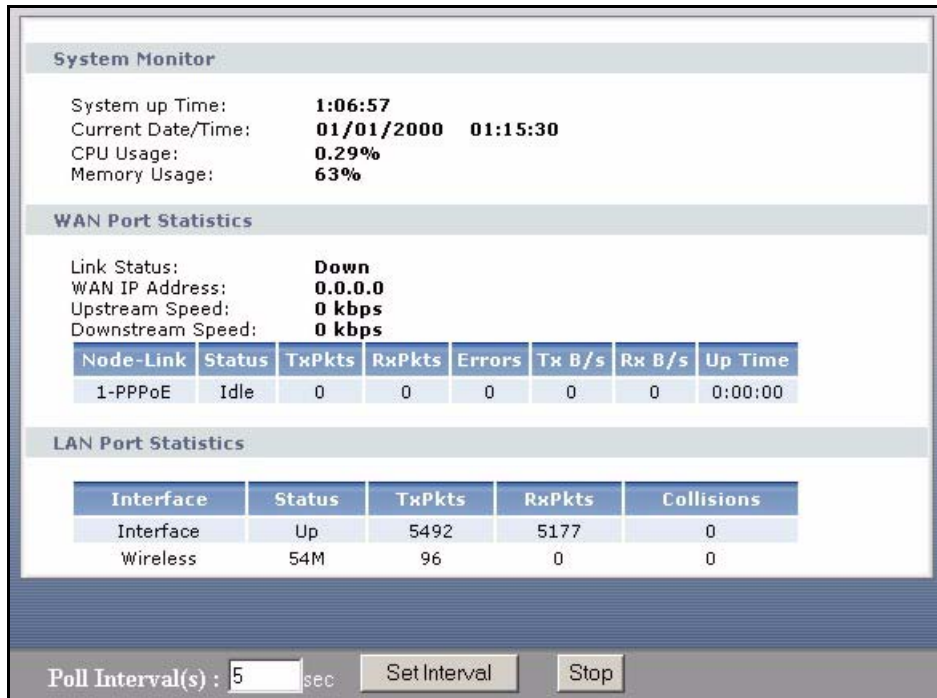 System Monitor
System up Time: 1:06:57
Current Date/Time: 01/01/2000 01:15:30
CPU Usage: 0.29%
Memory Usage: 63%
WAN Port Statistics
Link Status: Down
WAN IP Address: 0.0.0.0
Upstream Speed: 0 kbps
Downstream Speed: 0 kbps
Node-Link Status TxPkts RxPkts Errors Tx B/s Rx B/s Up Time
1-PPPoE Idle 0 0 0 0 0 0:00:00
LAN Port Statistics
Interface Status TxPkts RxPkts Collisions
Interface Up 5492 5177 0
Wireless 54M 96 0 0
Poll Interval(s) : 5 sec Set Interval Stop